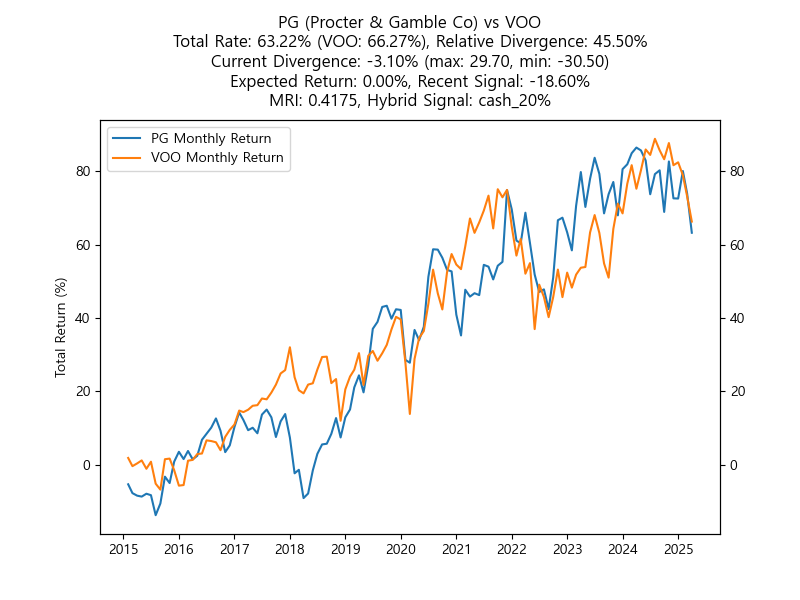 PG (Procter & Gamble Co) vs VOO
Total Rate: 63.22% (VOO: 66.27%), Relative Divergence: 45.50%
Current Divergence: -3.10% (max: 29.70, min: -30.50)
Expected Return: 0.00%, Recent Signal: -18.60%
MRI: 0.4175, Hybrid Signal: cash_20%
PG Monthly Return
VOO Monthly Return
Total Return (%)
80
60
40
20
0
80
60
40
20
0
2015 2016 2017 2018 2019 2020 2021 2022 2023 2024 2025